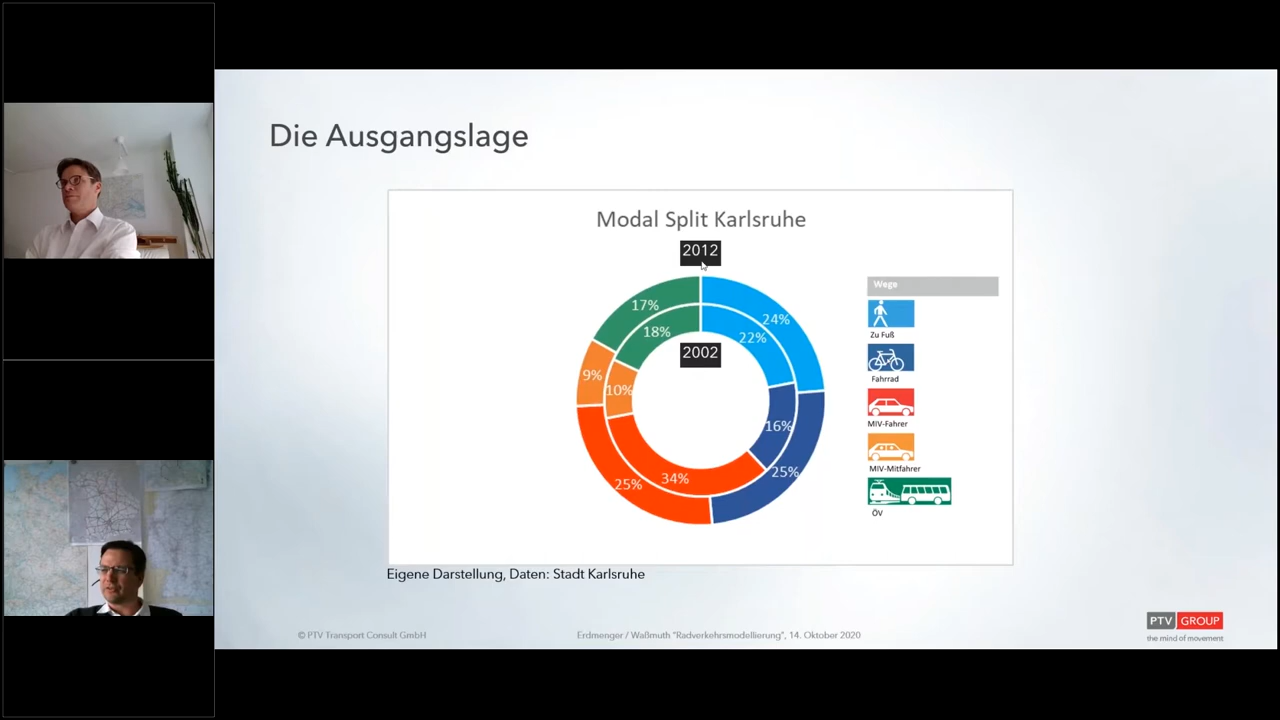 Die Ausgangslage
Modal Split Karlsruhe
2012
17%
24%
18%
22%
2002
9%
10%
16%
25%
34%
25%
Wege
Zu Fuß
Fahrrad
MIV-Fahrer
MIV-Mitfahrer
ÖV
Eigene Darstellung, Daten: Stadt Karlsruhe
© PTV Transport Consult GmbH
Erdmenger / Waßmuth "Radverkehrsmodellierung", 14. Oktober 2020
PTV GROUP
the mind of movement